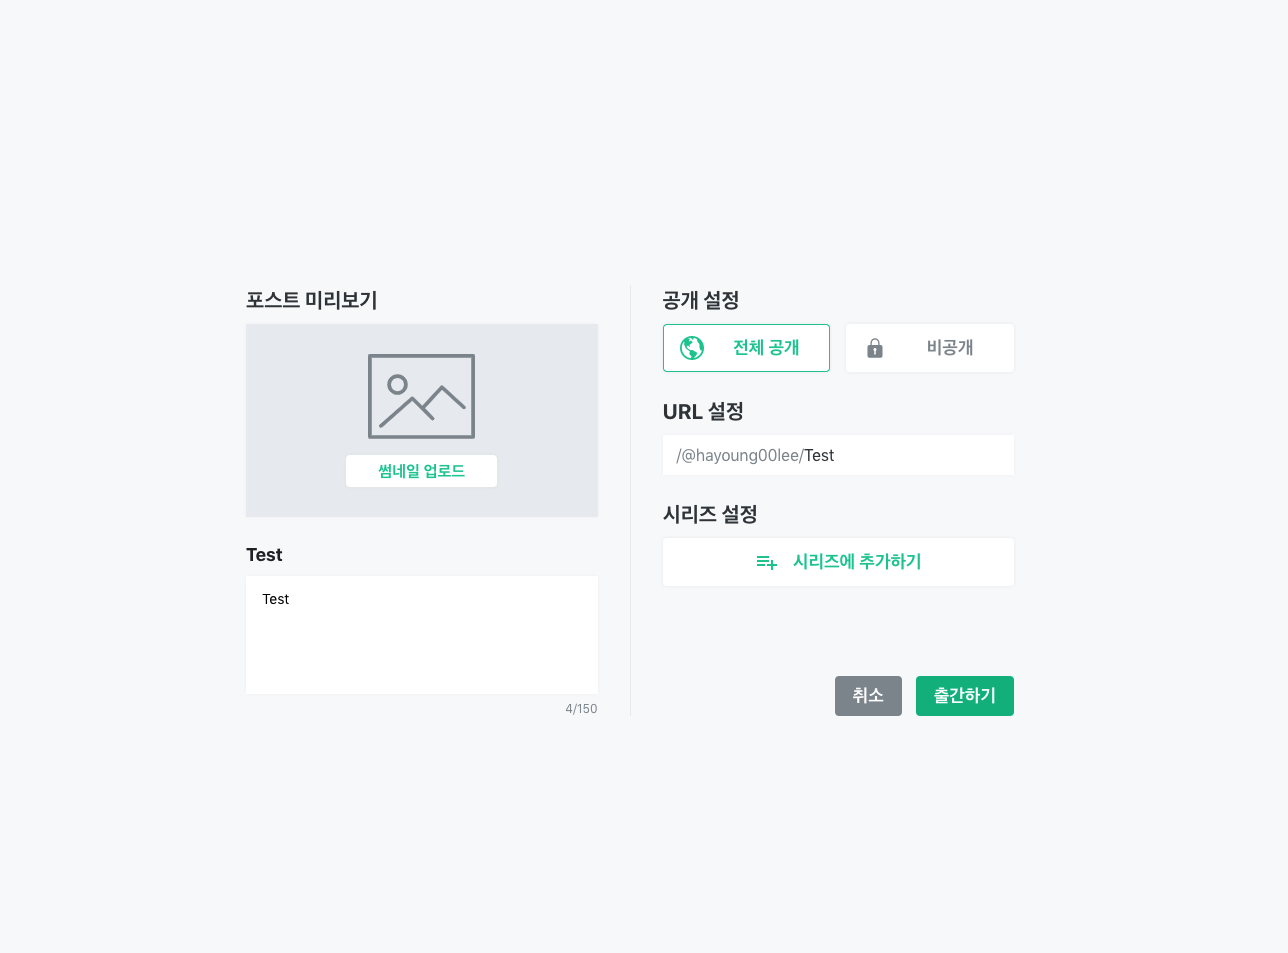 포스트 미리보기
썸네일 업로드
Test
Test
4/150
공개 설정
전체 공개
비공개
URL 설정
/@hayoung00lee/Test
시리즈 설정
시리즈에 추가하기
취소
출간하기